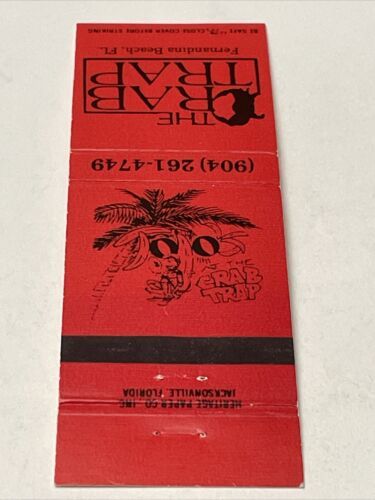 BE SAFE CLOSE COVER BEFORE STRIKING
Fernandina Beach, FL.
THE
CRAB
TRAP
(904) 261-4749
THE
CRAB
TRAP
HERITAGE PAPER CO. INC.
JACKSONVILLE, FLORIDA